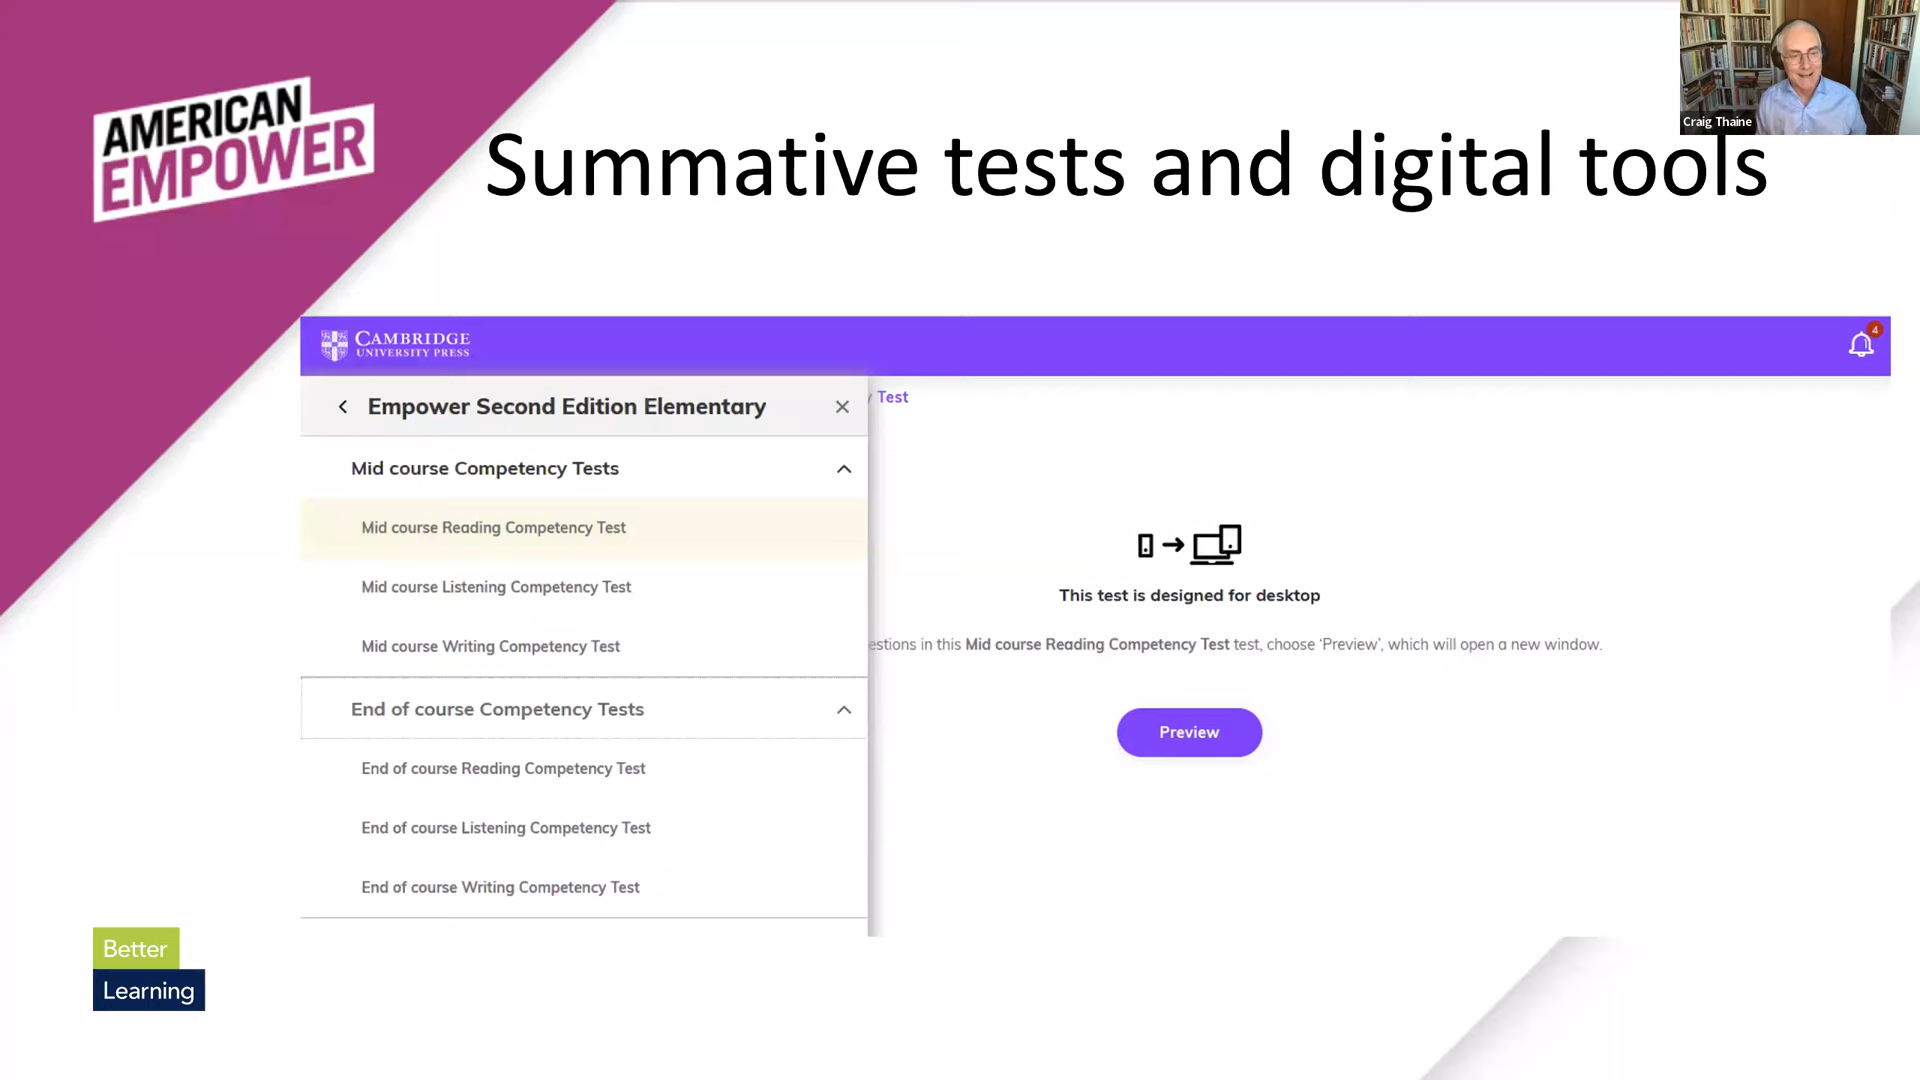 AMERICAN
EMPOWER
Summative tests and digital tools
Craig Thaine
CAMBRIDGE
UNIVERSITY PRESS
4
Empower Second Edition Elementary
Test
Mid course Competency Tests
Mid course Reading Competency Test
Mid course Listening Competency Test
Mid course Writing Competency Test
End of course Competency Tests
End of course Reading Competency Test
End of course Listening Competency Test
End of course Writing Competency Test
This test is designed for desktop
estions in this Mid course Reading Competency Test test, choose ‘Preview’, which will open a new window.
Preview
Better
Learning